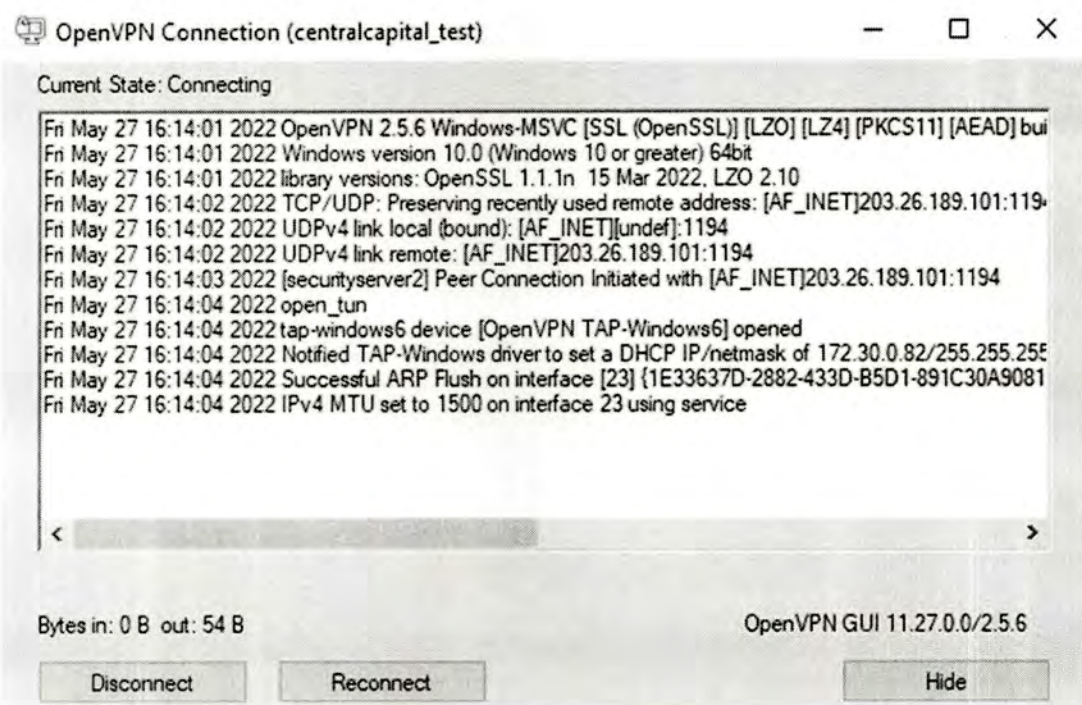 OpenVPN Connection (centralcapital_test)
Current State: Connecting
Fri May 27 16:14:01 2022 OpenVPN 2.5.6 Windows-MSVC [SSL (OpenSSL)] [LZO] [LZ4] [PKCS11] [AEAD] bui
Fri May 27 16:14:01 2022 Windows version 10.0 (Windows 10 or greater) 64bit
Fri May 27 16:14:01 2022 library versions: OpenSSL 1.1.1n 15 Mar 2022, LZO 2.10
Fri May 27 16:14:02 2022 TCP/UDP: Preserving recently used remote address: [AF_INET]203.26.189.101:119
Fri May 27 16:14:02 2022 UDPv4 link local (bound): [AF_INET][undef]:1194
Fri May 27 16:14:02 2022 UDPv4 link remote: [AF_INET]203.26.189.101:1194
Fri May 27 16:14:03 2022 [securityserver2] Peer Connection Initiated with [AF_INET]203.26.189.101:1194
Fri May 27 16:14:04 2022 open_tun
Fri May 27 16:14:04 2022 tap-windows6 device [OpenVPN TAP-Windows6] opened
Fri May 27 16:14:04 2022 Notified TAP-Windows driver to set a DHCP IP/netmask of 172.30.0.82/255.255.255
Fri May 27 16:14:04 2022 Successful ARP Flush on interface [23] {1E33637D-2882-433D-B5D1-891C30A9081
Fri May 27 16:14:04 2022 IPv4 MTU set to 1500 on interface 23 using service
Bytes in: 0 B out: 54 B
OpenVPN GUI 11.27.0.0/2.5.6
Disconnect
Reconnect
Hide